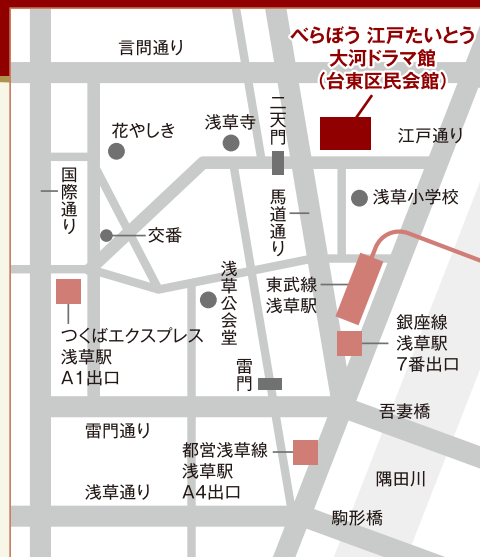 べらぼう 江戸たいとう
大河ドラマ館
（台東区民会館）
言問通り
二天門
浅草寺
花やしき
江戸通り
国際通り
馬道通り
浅草小学校
交番
浅草公会堂
東武線
浅草駅
つくばエクスプレス
浅草駅
A1出口
銀座線
浅草駅
7番出口
雷門
吾妻橋
雷門通り
都営浅草線
浅草駅
A4出口
隅田川
浅草通り
駒形橋